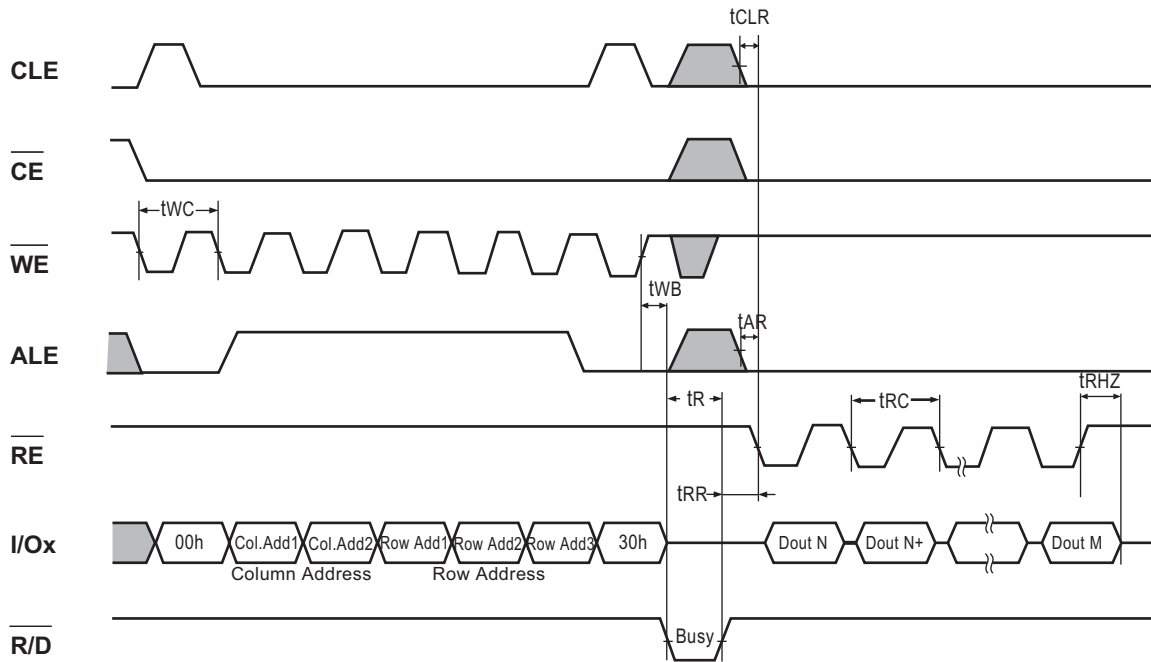 tCLR
CLE
CE
tWC
WE
tWB
tAR
ALE
tR
tRC
tRHZ
RE
tRR
I/Ox
00h Col.Add1 Col.Add2 Row Add1 Row Add2 Row Add3 30h Dout N Dout N+ Dout M
Column Address Row Address
R/D
Busy